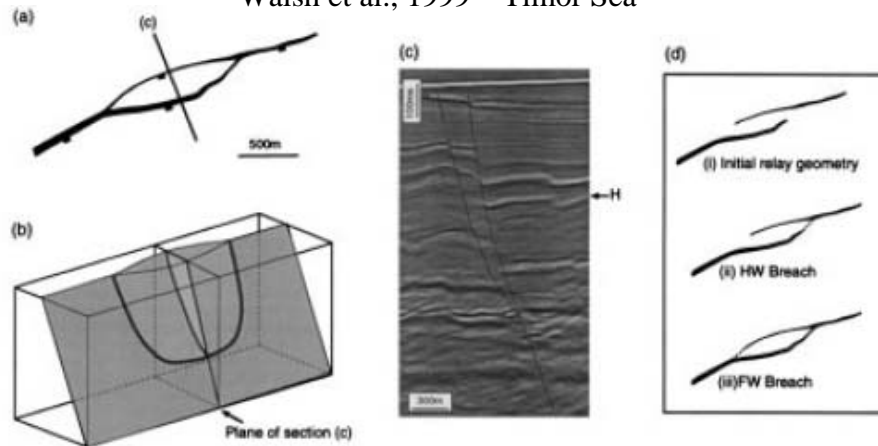 Walsh et al., 1999 – Timor Sea
(a)
(c)
500m
(b)
Plane of section (c)
(c)
100ms
H
300m
(d)
(i) Initial relay geometry
(ii) HW Breach
(iii)FW Breach